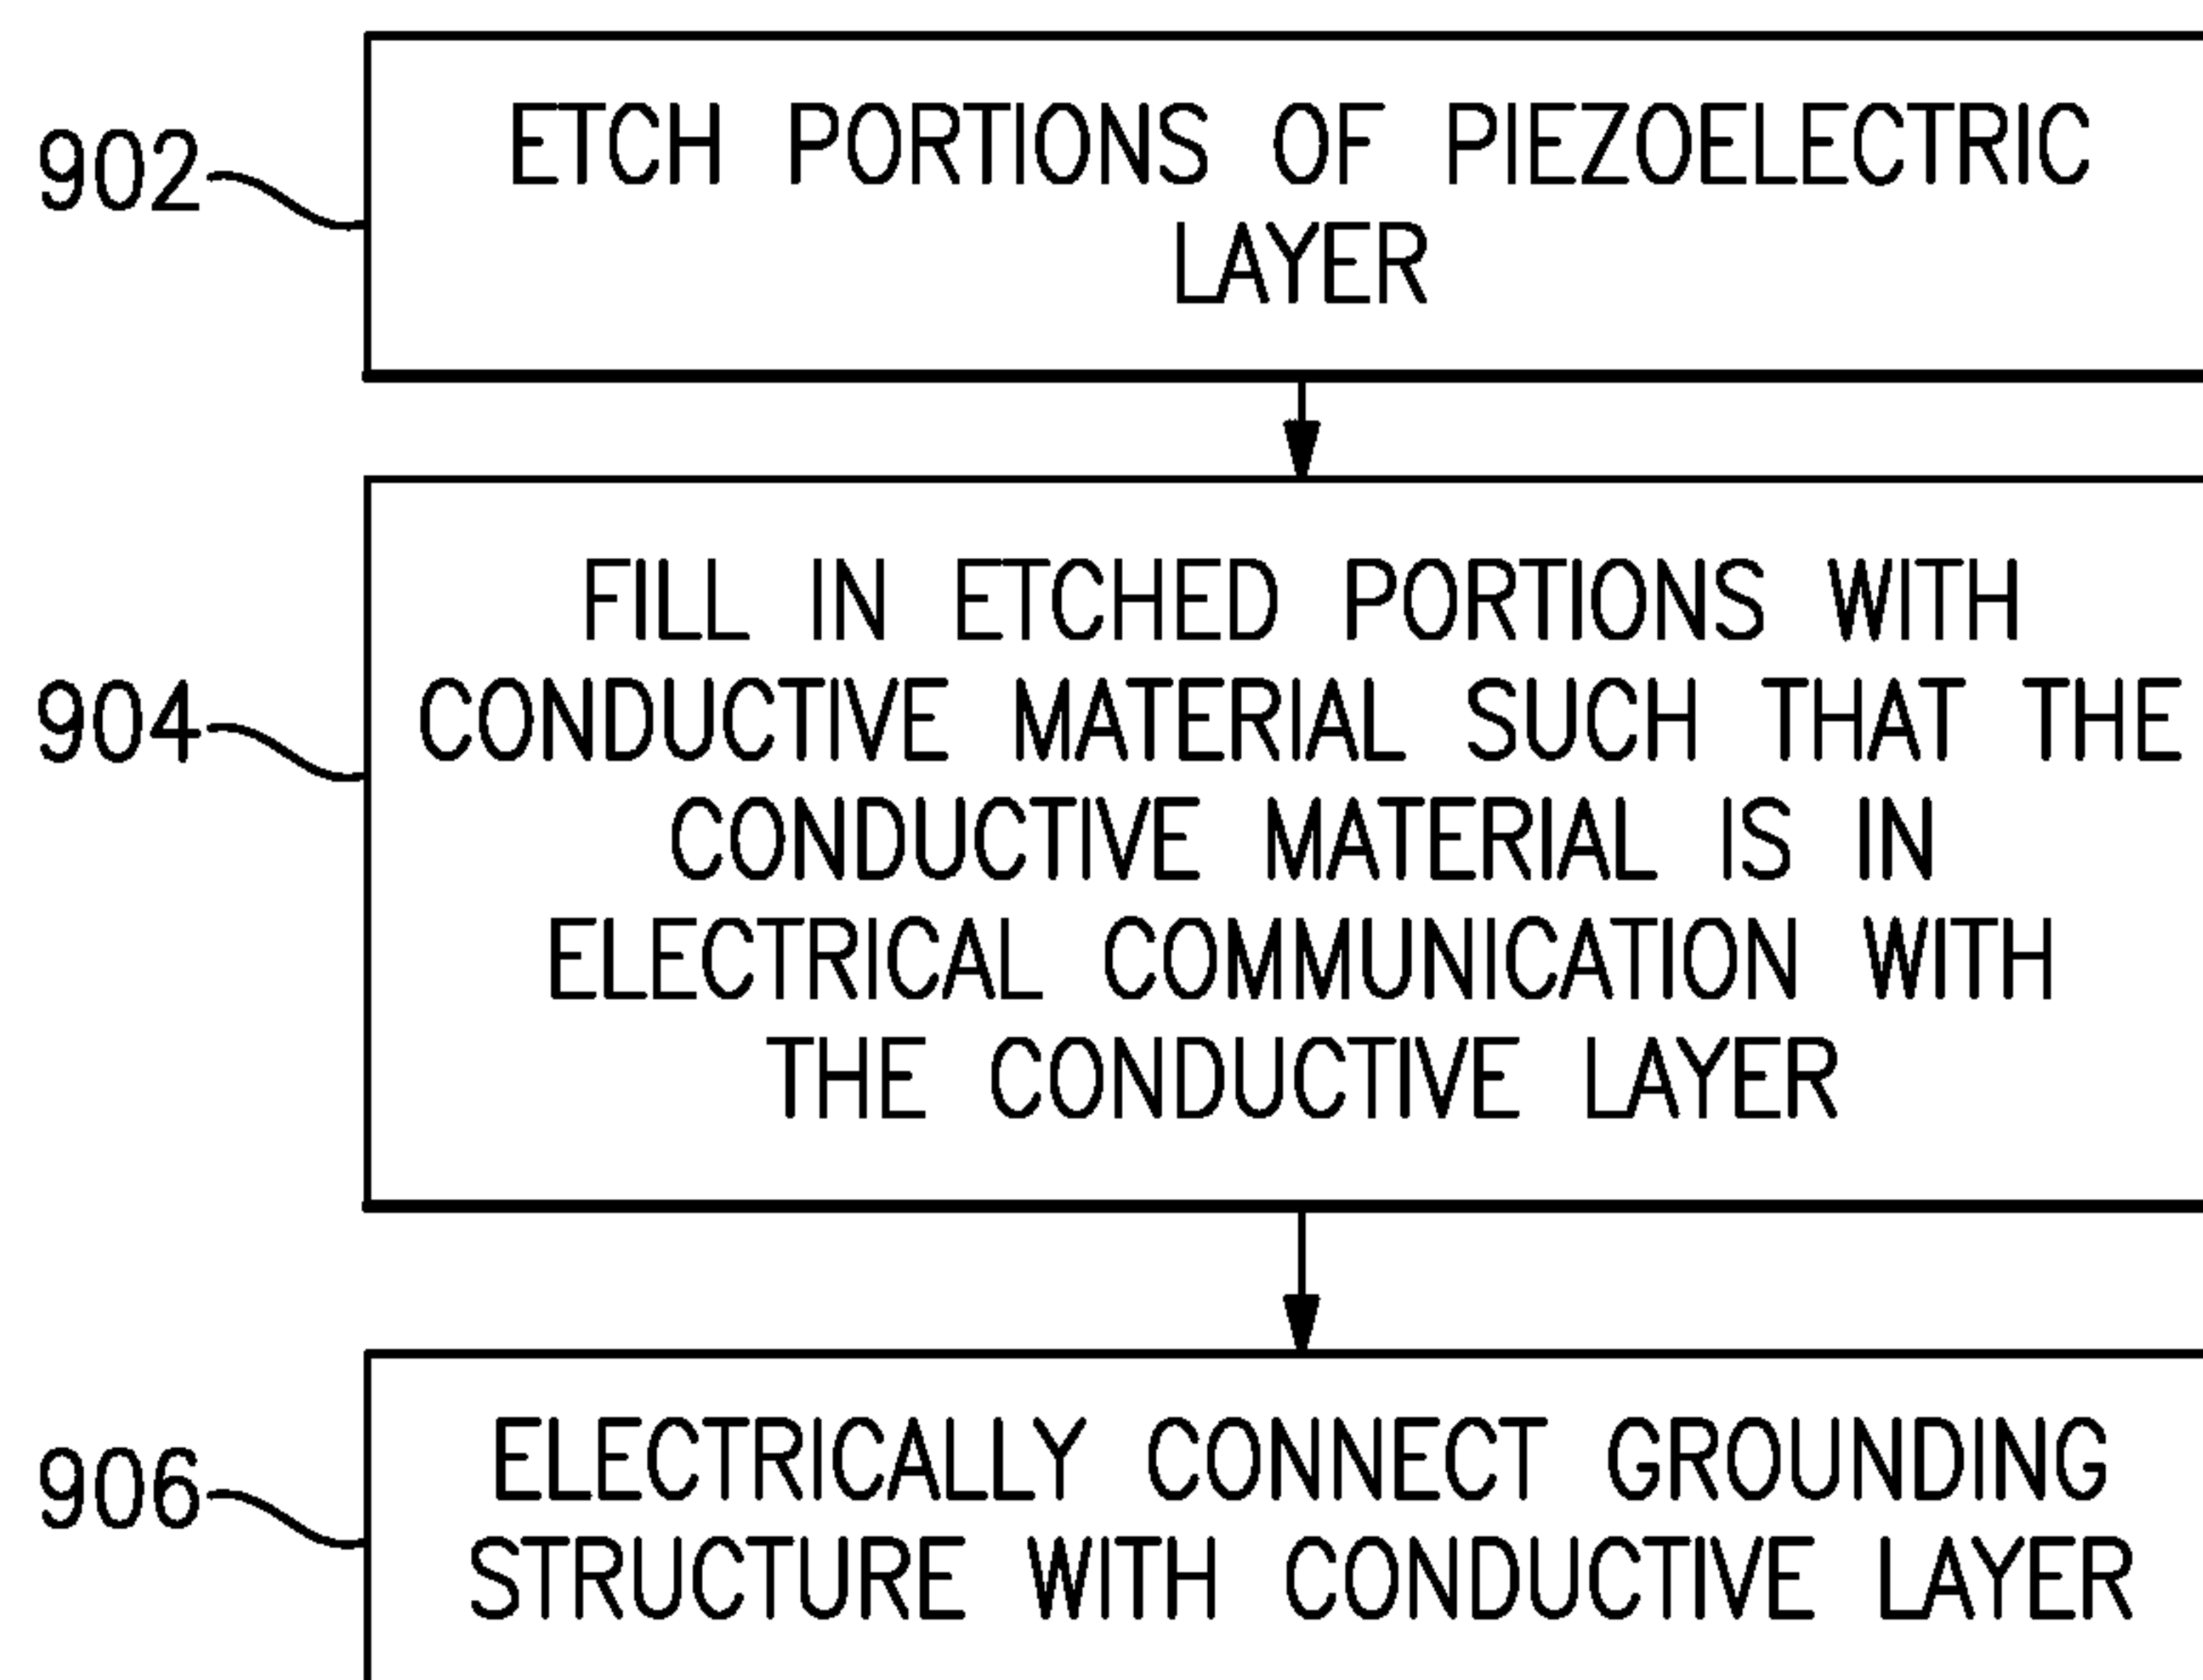 902
ETCH PORTIONS OF PIEZOELECTRIC
LAYER
904
FILL IN ETCHED PORTIONS WITH
CONDUCTIVE MATERIAL SUCH THAT THE
CONDUCTIVE MATERIAL IS IN
ELECTRICAL COMMUNICATION WITH
THE CONDUCTIVE LAYER
906
ELECTRICALLY CONNECT GROUNDING
STRUCTURE WITH CONDUCTIVE LAYER